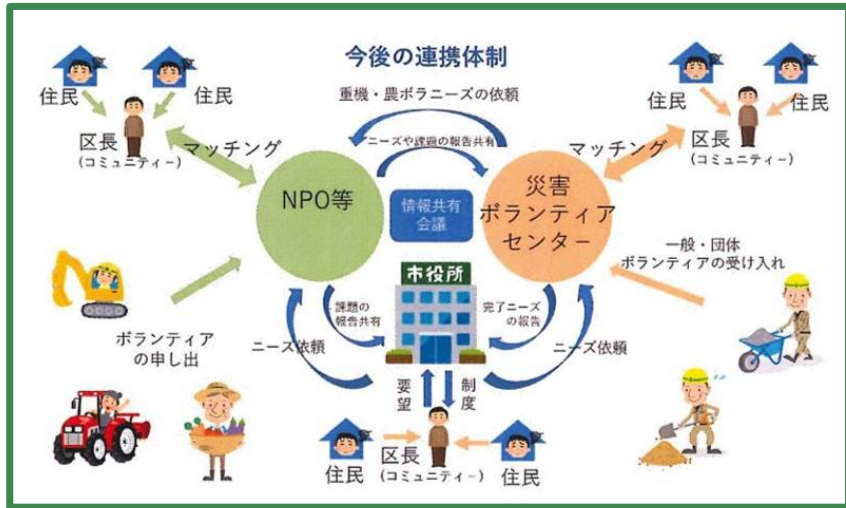 今後の連携体制
住民
住民
区長
(コミュニティー)
マッチング
重機・農ボラニーズの依頼
ニーズや課題の報告共有
住民
住民
区長
(コミュニティー)
マッチング
NPO等
情報共有
会議
災害
ボランティア
センター
市役所
一般・団体
ボランティアの受け入れ
ボランティア
の申し出
課題の
報告共有
ニーズ依頼
完了ニーズ
の報告
ニーズ依頼
要望
制度
住民
区長
(コミュニティー)
住民